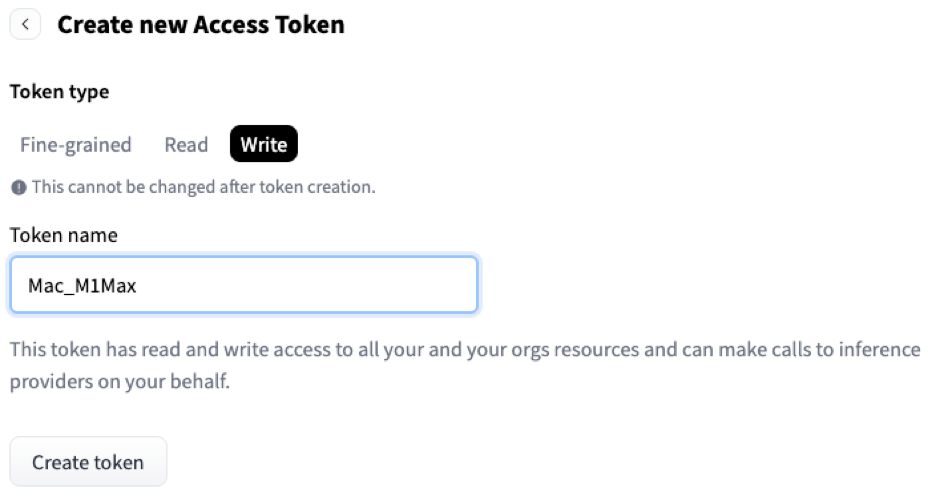 Create new Access Token
Token type
Fine-grained Read Write
This cannot be changed after token creation.
Token name
Mac_M1Max
This token has read and write access to all your and your orgs resources and can make calls to inference
providers on your behalf.
Create token